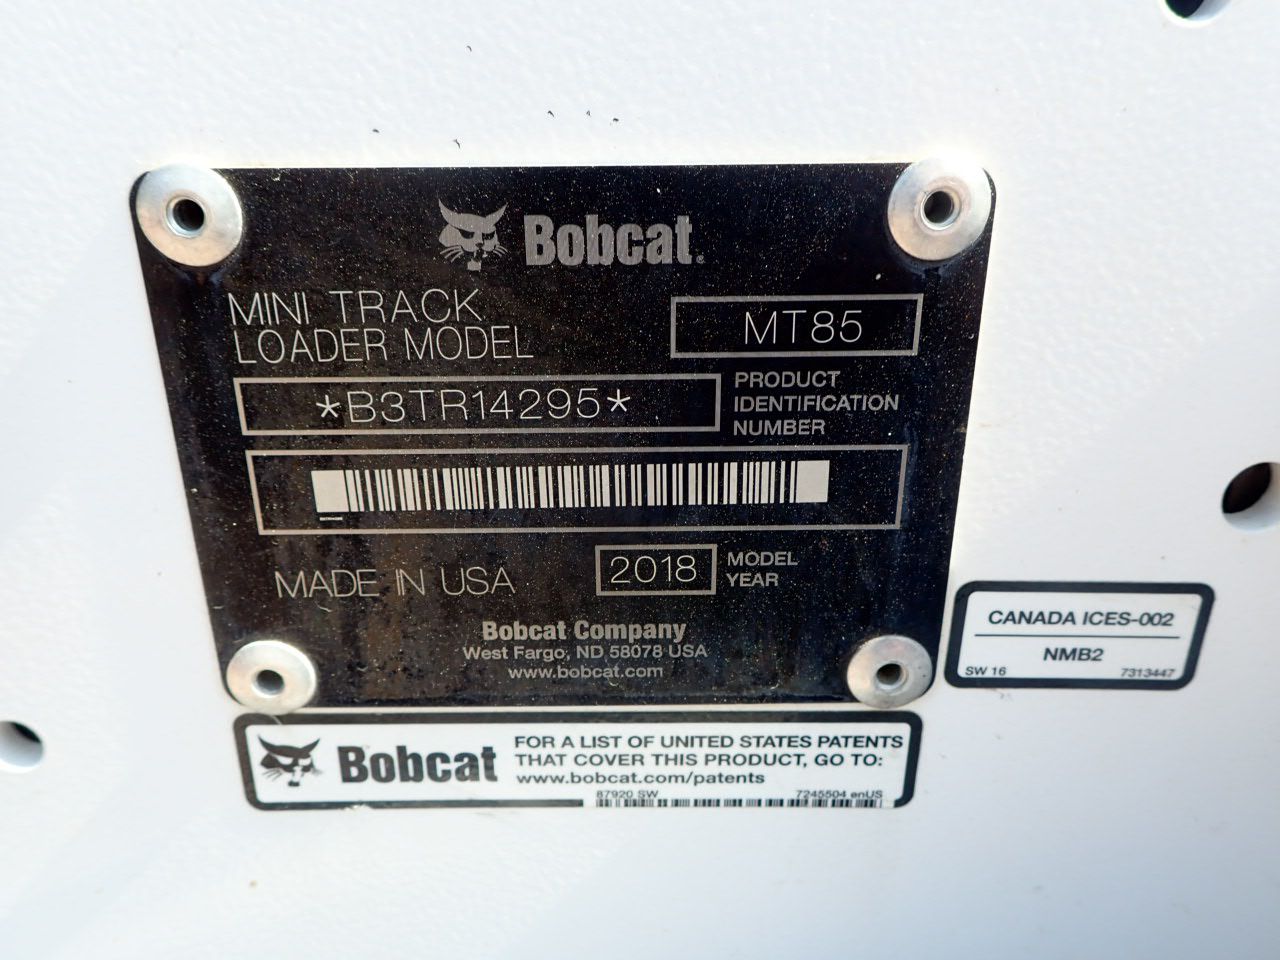 Bobcat.
MINI TRACK
LOADER MODEL
MT85
*B3TR14295*
PRODUCT
IDENTIFICATION
NUMBER
MADE IN USA
2018
MODEL
YEAR
Bobcat Company
West Fargo, ND 58078 USA
www.bobcat.com
CANADA ICES-002
NMB2
SW 16 7313447
Bobcat
FOR A LIST OF UNITED STATES PATENTS
THAT COVER THIS PRODUCT, GO TO:
www.bobcat.com/patents
87920 SW 7245504 enUS